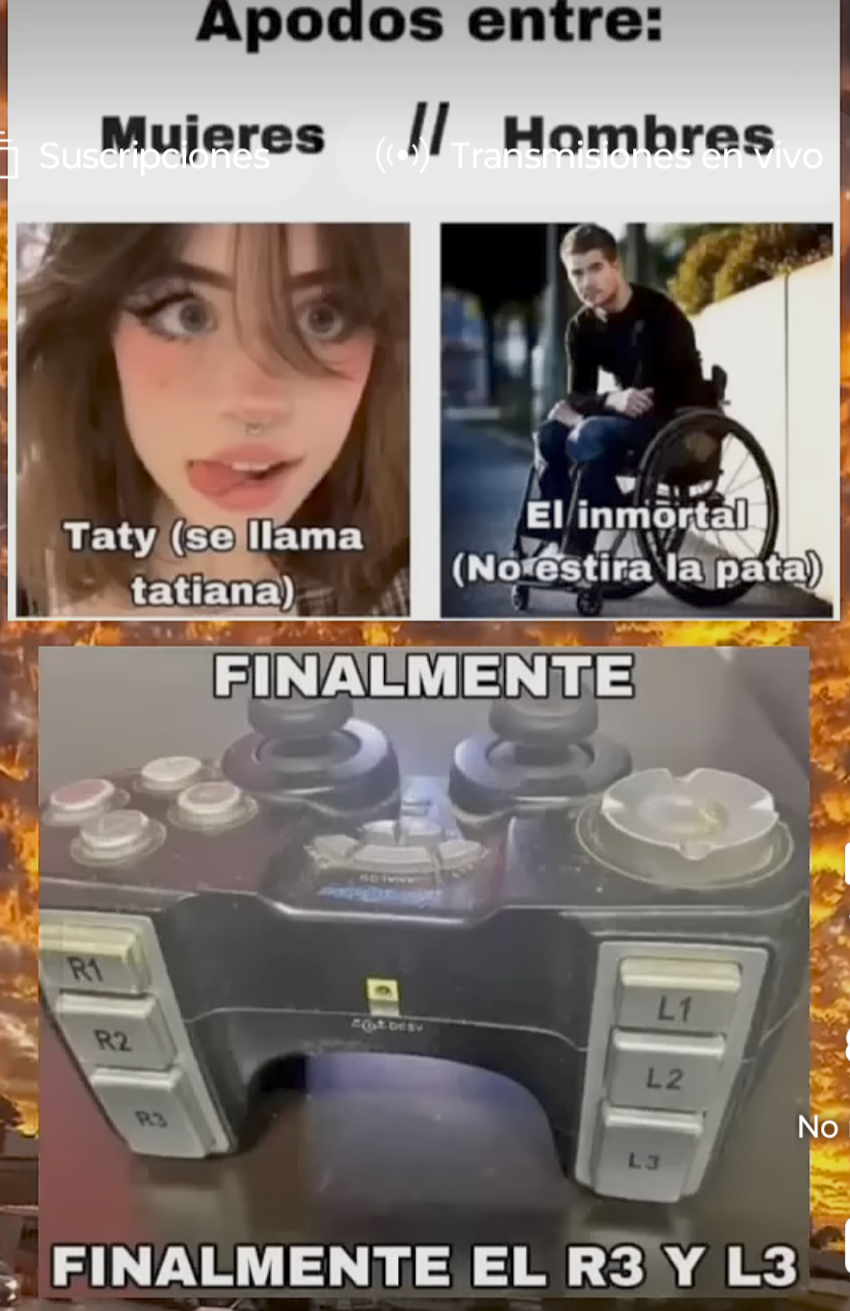 Apodos entre:
Mujeres // Hombres
Suscripciones
Transmisiones en vivo
Taty (se llama
tatiana)
El inmortal
(No estira la pata)
FINALMENTE
R1
R2
R3
L1
L2
L3
No
FINALMENTE EL R3 Y L3